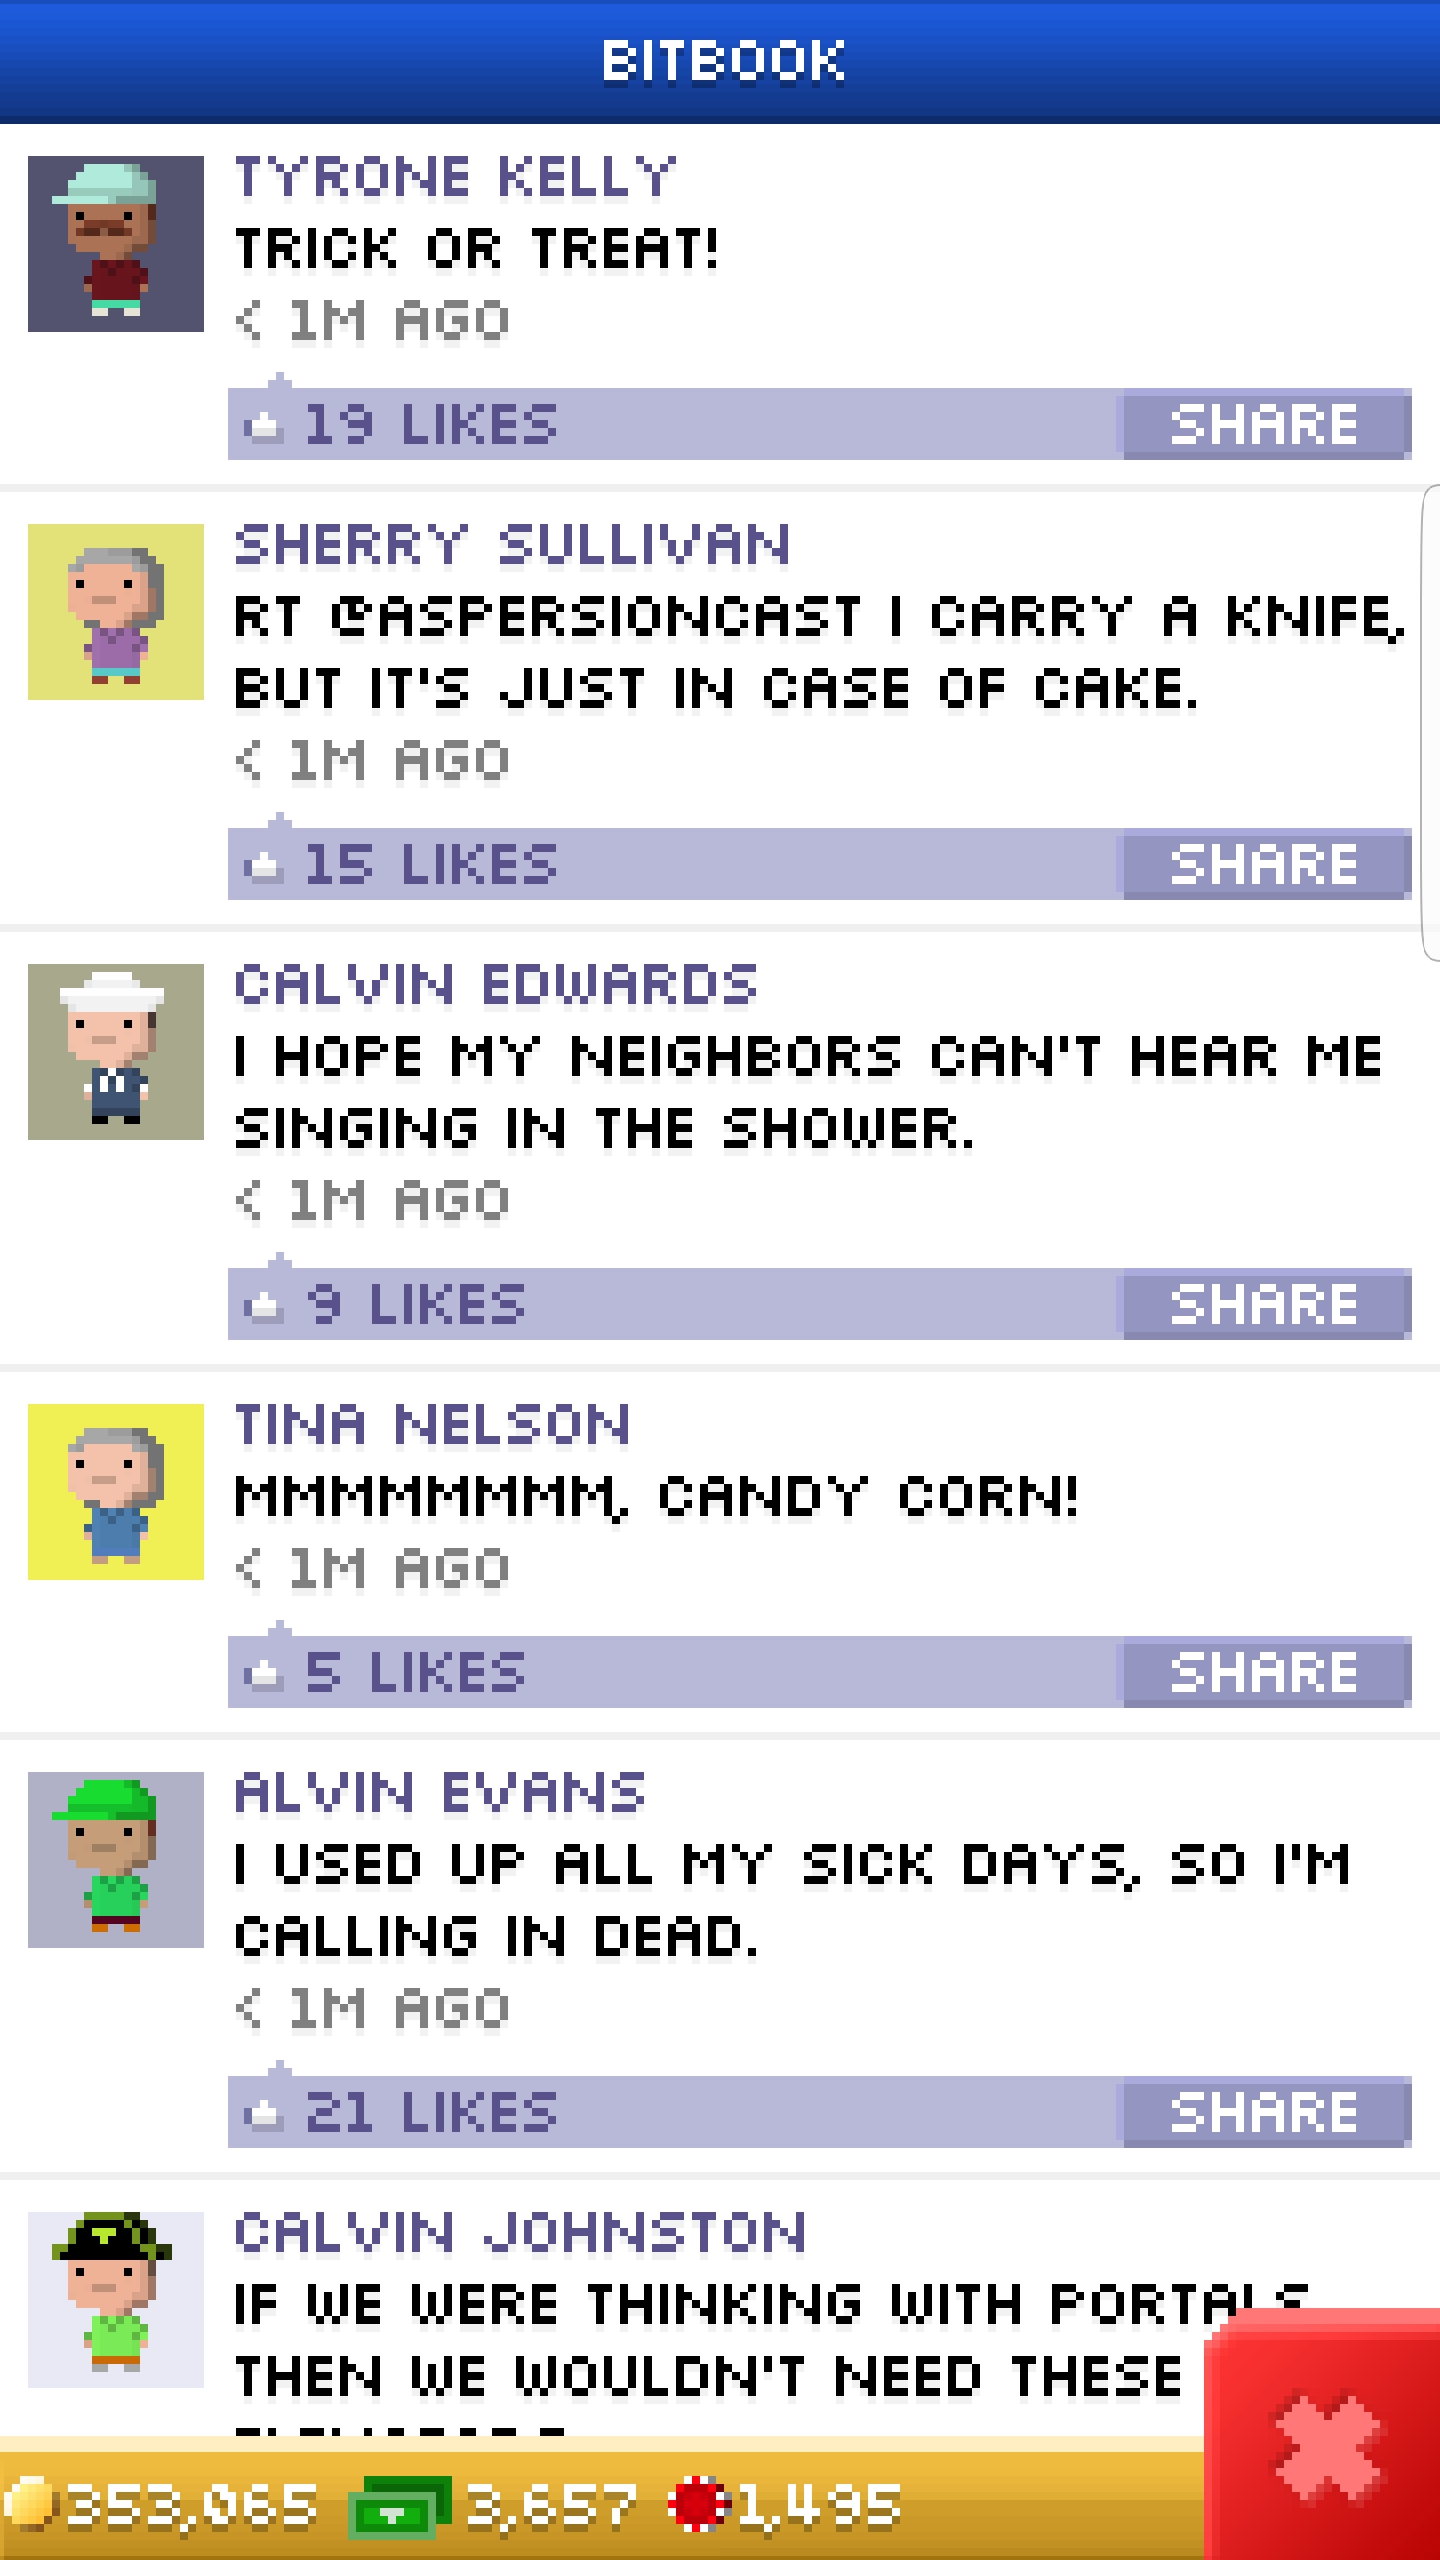 BITBOOK
TYRONE KELLY
TRICK OR TREAT!
< 1M AGO
19 LIKES
SHARE
SHERRY SULLIVAN
RT @ASPERSIONCAST I CARRY A KNIFE,
BUT IT'S JUST IN CASE OF CAKE.
< 1M AGO
15 LIKES
SHARE
CALVIN EDWARDS
I HOPE MY NEIGHBORS CAN'T HEAR ME
SINGING IN THE SHOWER.
< 1M AGO
9 LIKES
SHARE
TINA NELSON
MMMMMMMM, CANDY CORN!
< 1M AGO
5 LIKES
SHARE
ALVIN EVANS
I USED UP ALL MY SICK DAYS, SO I'M
CALLING IN DEAD.
< 1M AGO
21 LIKES
SHARE
CALVIN JOHNSTON
IF WE WERE THINKING WITH PORTALS
THEN WE WOULDN'T NEED THESE
353,065 3,657 1,495